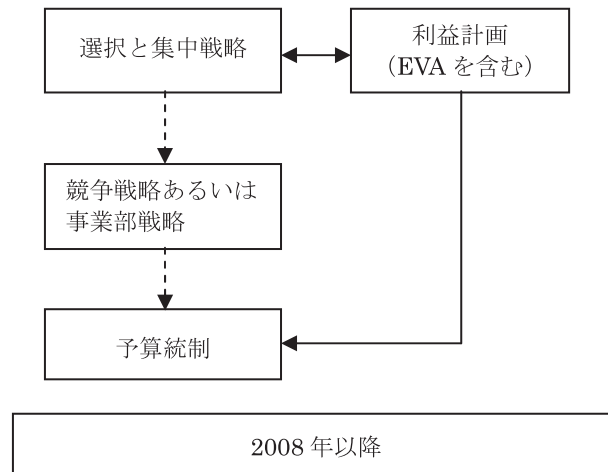 選択と集中戦略
利益計画
（EVA を含む）
競争戦略あるいは
事業部戦略
予算統制
2008 年以降